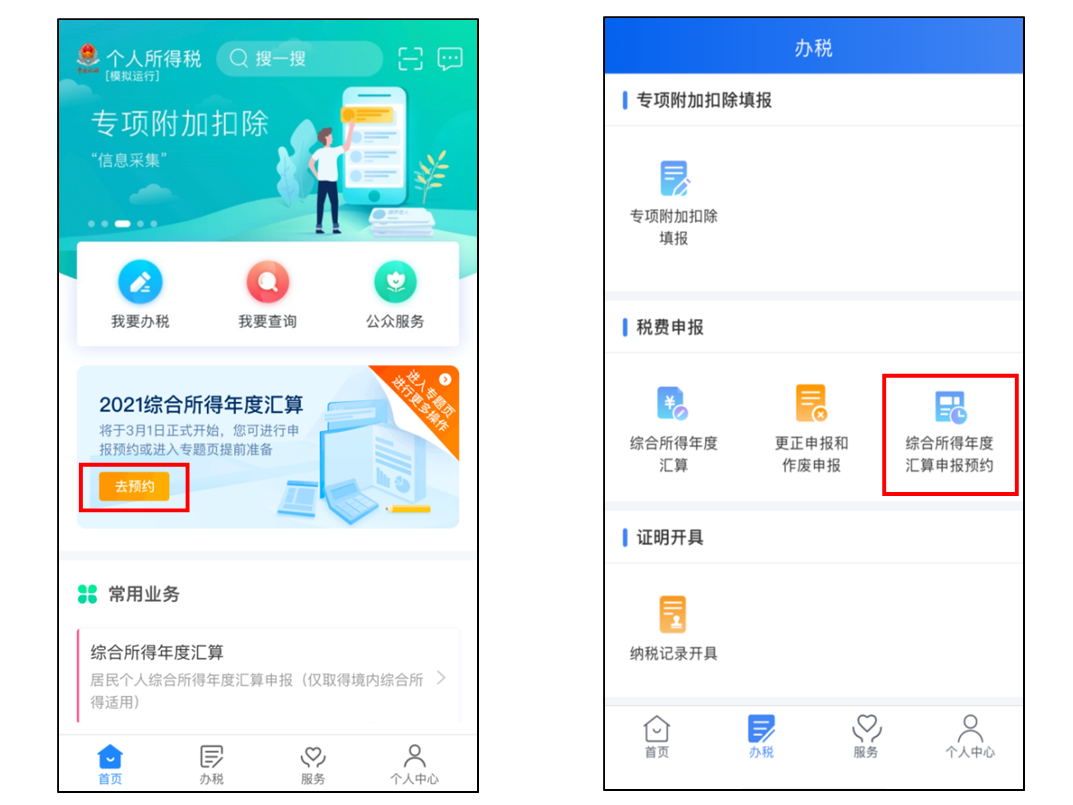 个人所得税
[模拟运行]
搜一搜
专项附加扣除
“信息采集”
我要办税
我要查询
公众服务
2021综合所得年度汇算
将于3月1日正式开始，您可进行申
报预约或进入专题页提前准备
去预约
进入专题页
进行更多操作
常用业务
综合所得年度汇算
居民个人综合所得年度汇算申报（仅取得境内综合所
得适用）
首页
办税
服务
个人中心
办税
专项附加扣除填报
专项附加扣除
填报
税费申报
综合所得年度
汇算
更正申报和
作废申报
综合所得年度
汇算申报预约
证明开具
纳税记录开具
首页
办税
服务
个人中心